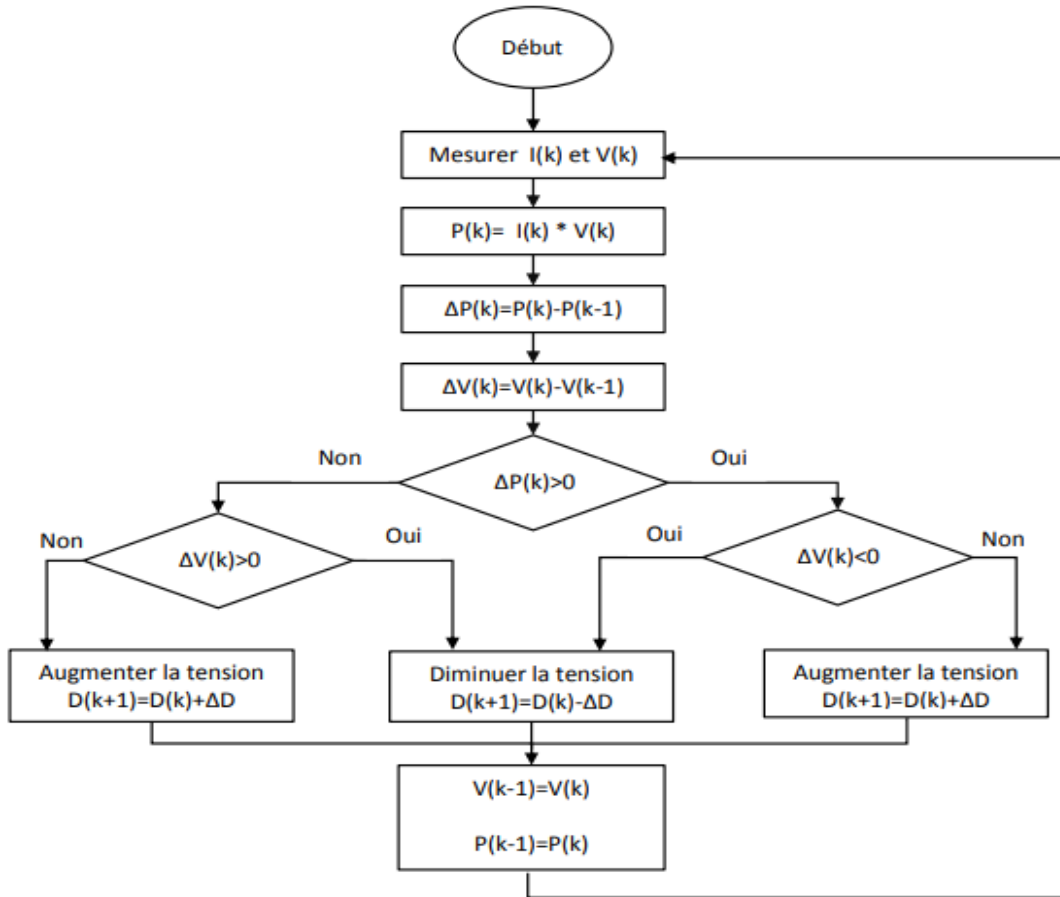 Début
Mesurer I(k) et V(k)
P(k)= I(k) * V(k)
ΔP(k)=P(k)-P(k-1)
ΔV(k)=V(k)-V(k-1)
Non
Oui
ΔP(k)>0
Non
Oui
Oui
Non
ΔV(k)>0
ΔV(k)<0
Augmenter la tension
D(k+1)=D(k)+ΔD
Diminuer la tension
D(k+1)=D(k)-ΔD
Augmenter la tension
D(k+1)=D(k)+ΔD
V(k-1)=V(k)
P(k-1)=P(k)